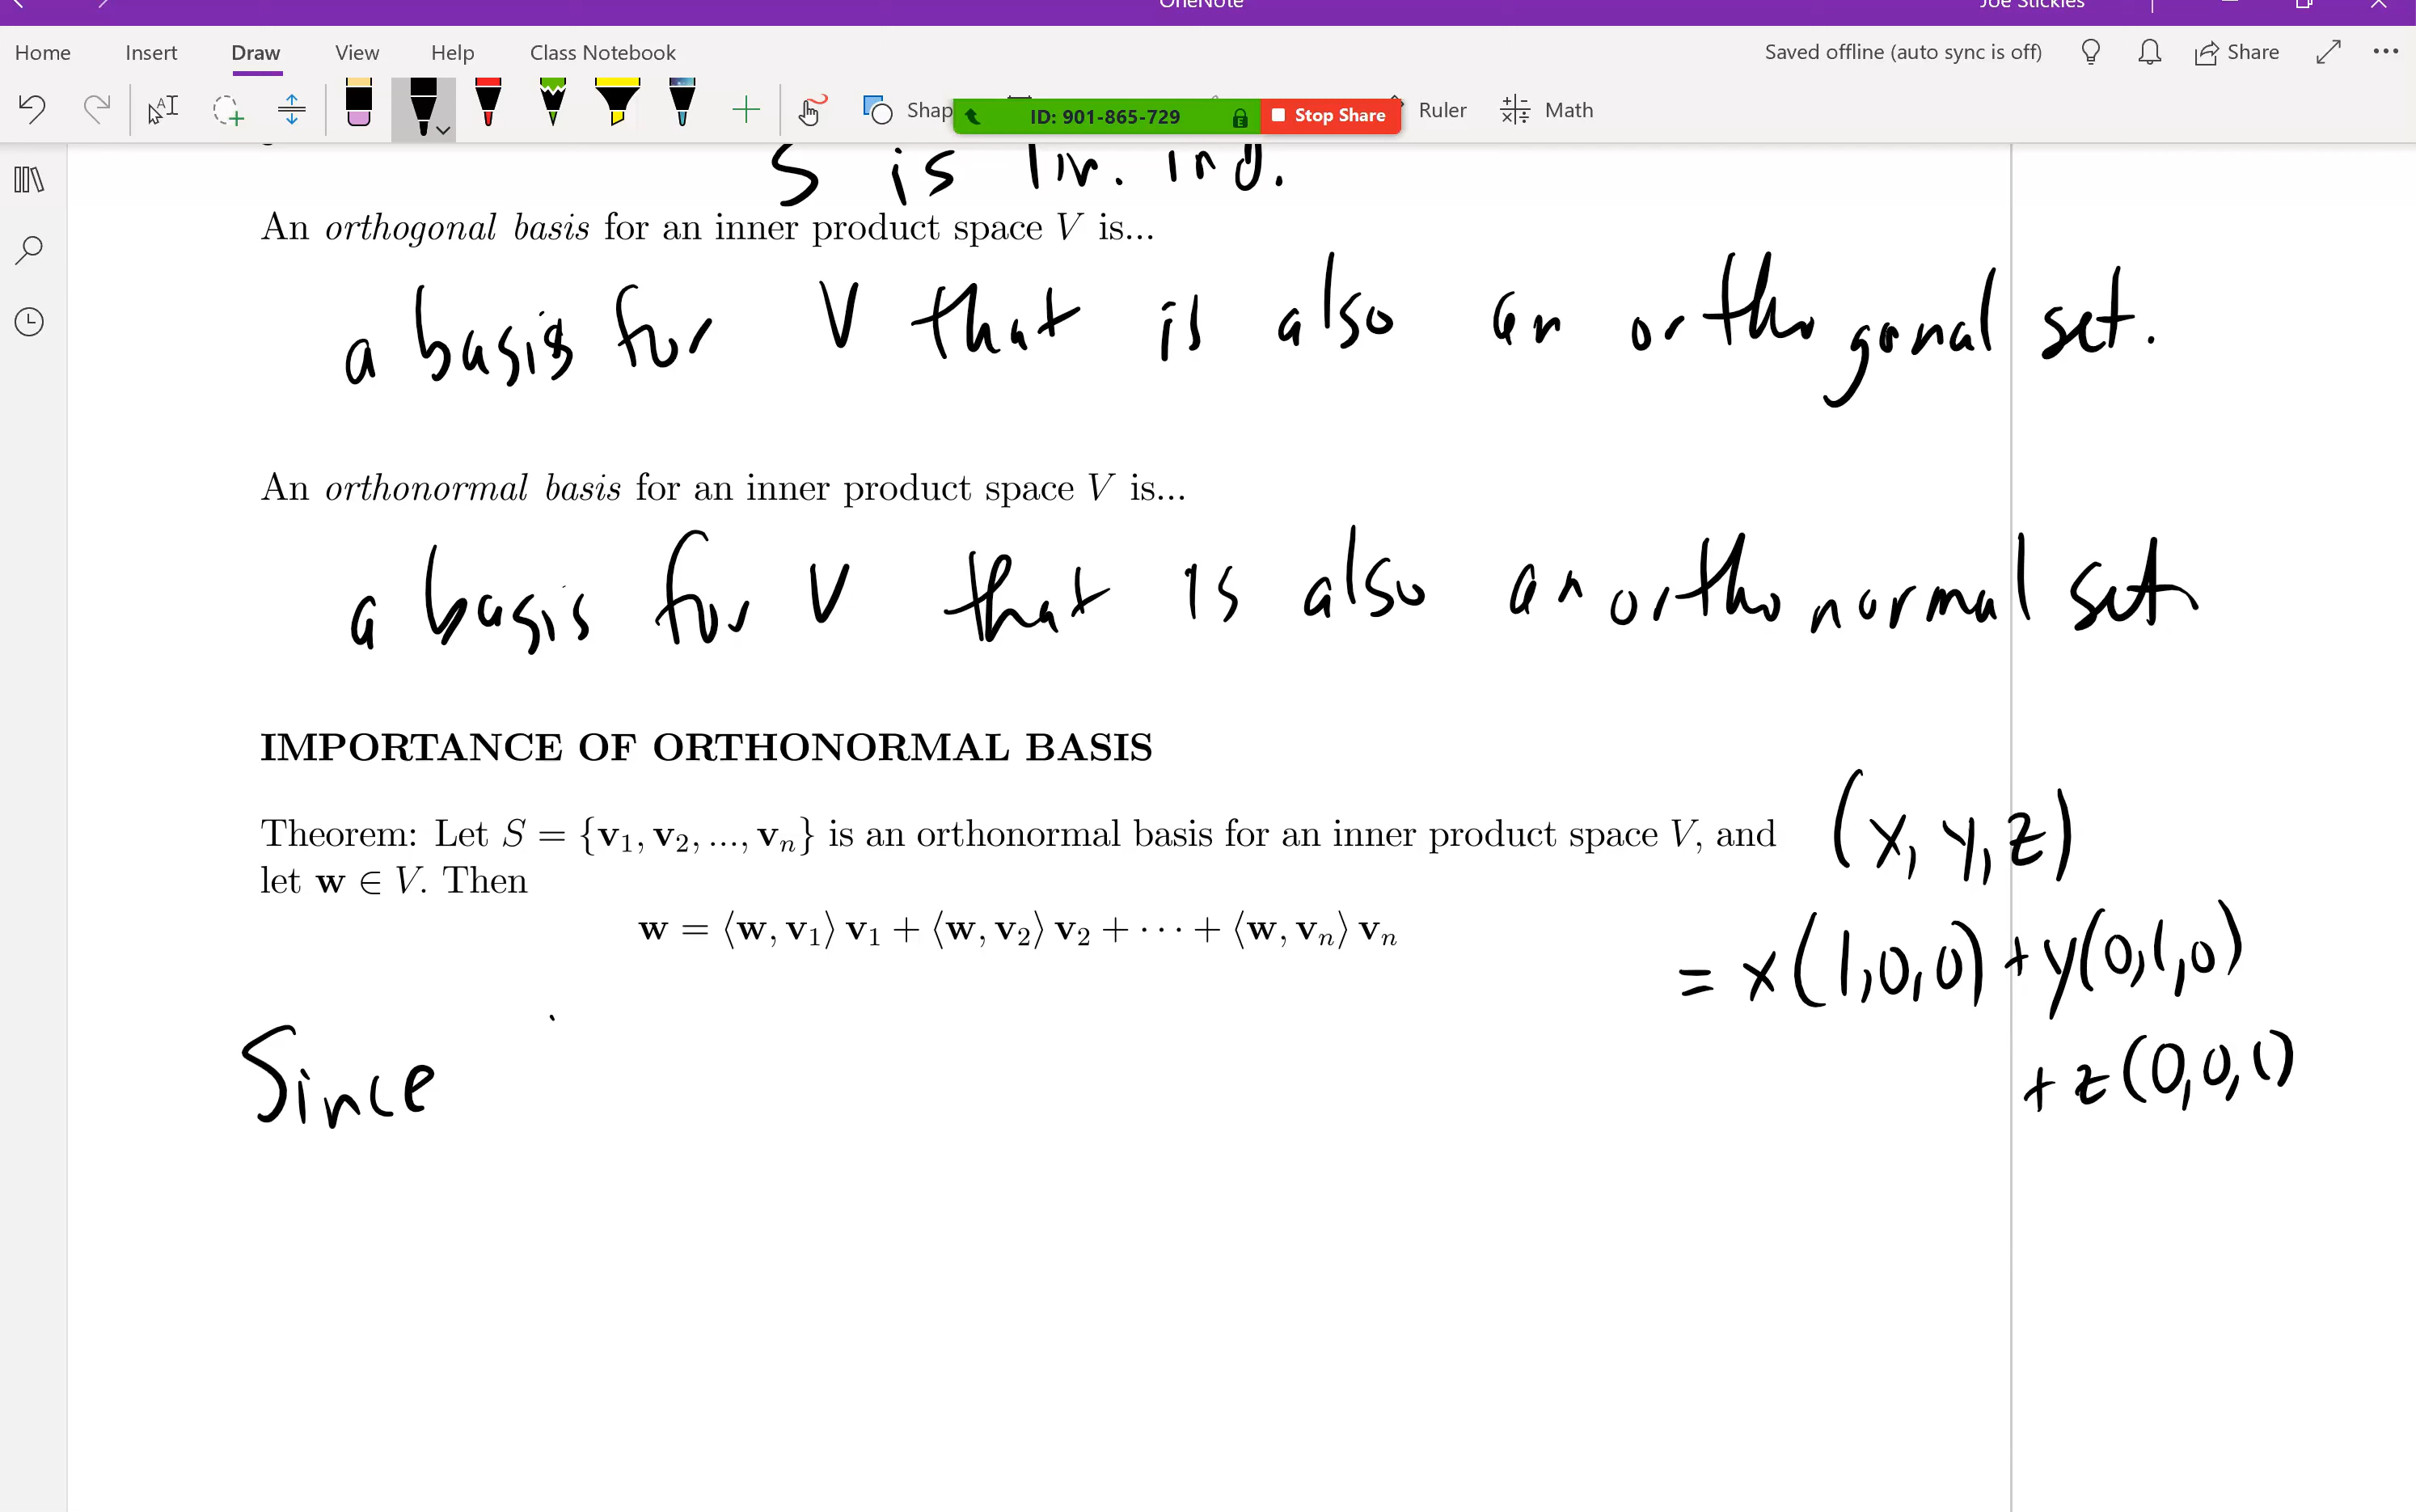 OneNote
Joe Stickles
Home Insert Draw View Help Class Notebook
Saved offline (auto sync is off) Share
Shap
ID: 901-865-729 Stop Share
Ruler Math
S is lin. ind.
An orthogonal basis for an inner product space V is...
a basis for V that is also an orthogonal set.
An orthonormal basis for an inner product space V is...
a basis for V that is also an orthonormal set
IMPORTANCE OF ORTHONORMAL BASIS
Theorem: Let S = {v₁, v₂, ..., vₙ} is an orthonormal basis for an inner product space V, and
let w ∈ V. Then
w = ⟨w, v₁⟩ v₁ + ⟨w, v₂⟩ v₂ + ··· + ⟨w, vₙ⟩ vₙ
(x, y, z)
= x(1,0,0) + y(0,1,0)
+ z(0,0,1)
Since